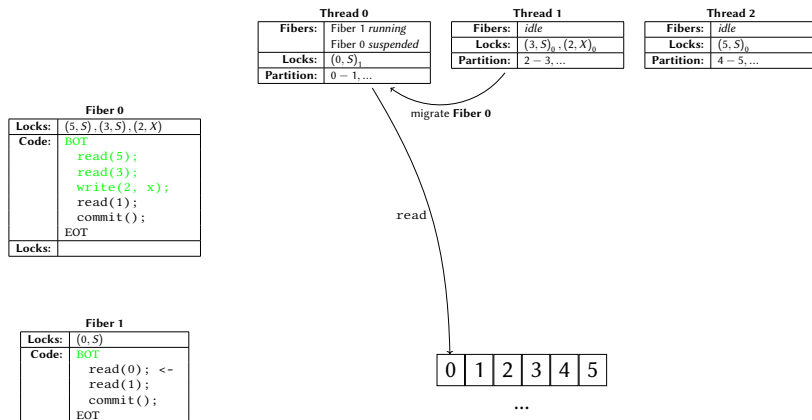 Thread 0
Fibers: Fiber 1 running
Fiber 0 suspended
Locks: (0, S)₁
Partition: 0 − 1, ...
Thread 1
Fibers: idle
Locks: (3, S)₀, (2, X)₀
Partition: 2 − 3, ...
Thread 2
Fibers: idle
Locks: (5, S)₀
Partition: 4 − 5, ...
migrate Fiber 0
Fiber 0
Locks: (5, S), (3, S), (2, X)
Code: BOT
read(5);
read(3);
write(2, x);
read(1);
commit();
EOT
Locks:
read
Fiber 1
Locks: (0, S)
Code: BOT
read(0); <-
read(1);
commit();
EOT
0 1 2 3 4 5
...